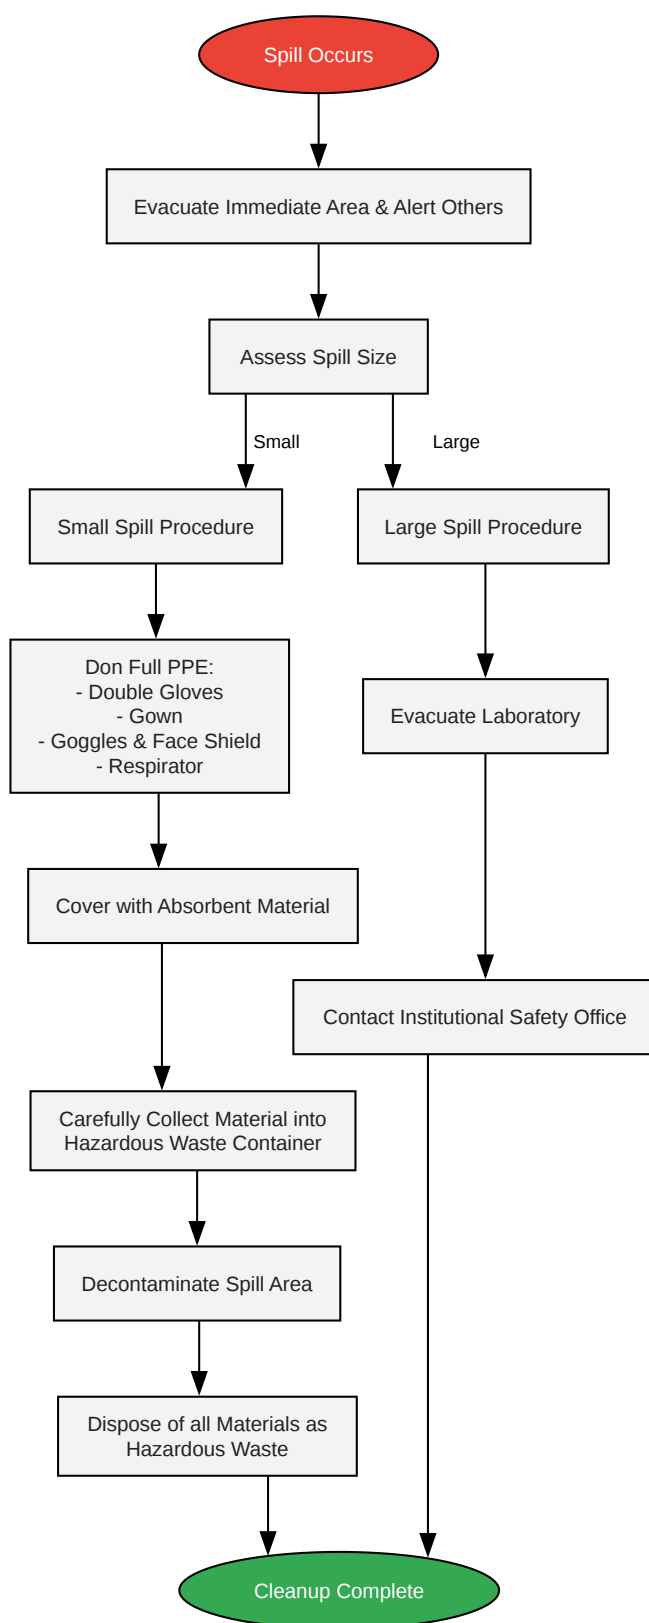 Spill Occurs
Evacuate Immediate Area & Alert Others
Assess Spill Size
Small
Large
Small Spill Procedure
Large Spill Procedure
Don Full PPE:
- Double Gloves
- Gown
- Goggles & Face Shield
- Respirator
Evacuate Laboratory
Cover with Absorbent Material
Contact Institutional Safety Office
Carefully Collect Material into
Hazardous Waste Container
Decontaminate Spill Area
Dispose of all Materials as
Hazardous Waste
Cleanup Complete